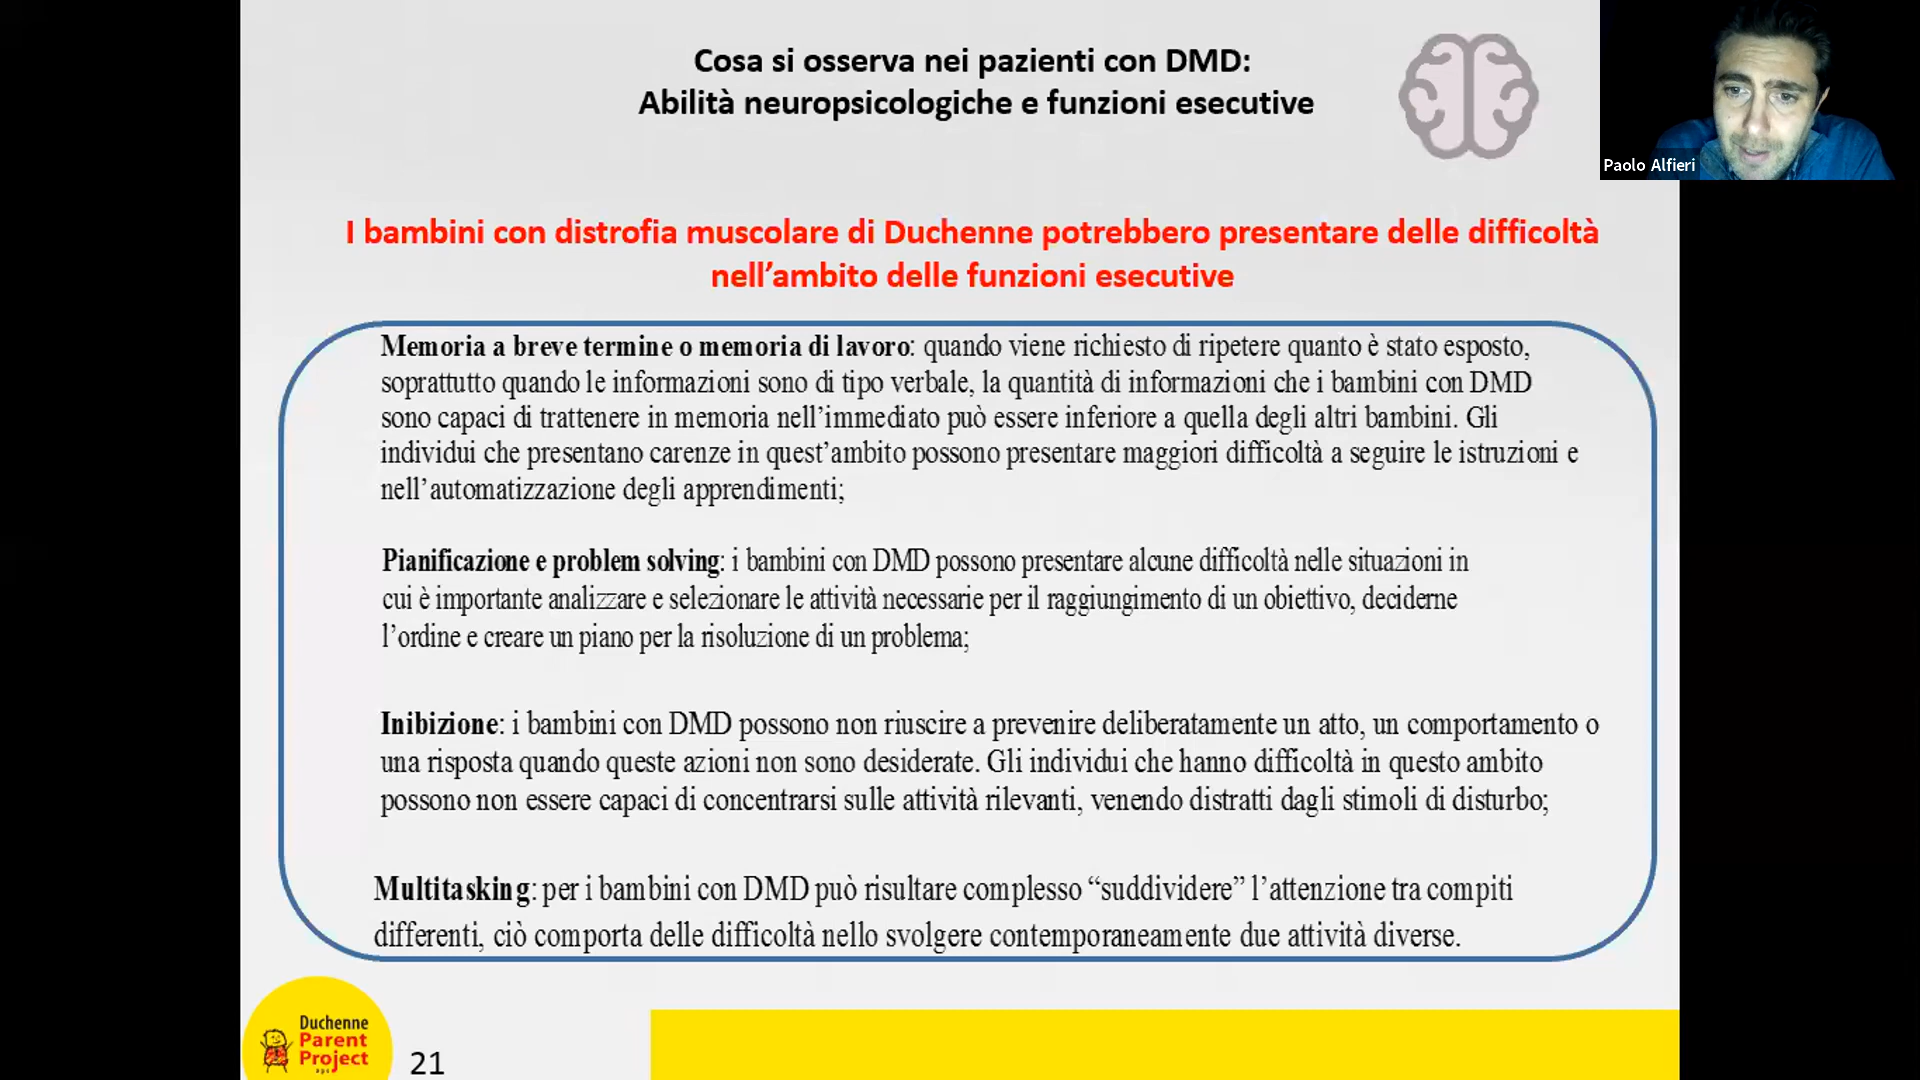 Cosa si osserva nei pazienti con DMD:
Abilità neuropsicologiche e funzioni esecutive
Paolo Alfieri
I bambini con distrofia muscolare di Duchenne potrebbero presentare delle difficoltà
nell’ambito delle funzioni esecutive
Memoria a breve termine o memoria di lavoro: quando viene richiesto di ripetere quanto è stato esposto,
soprattutto quando le informazioni sono di tipo verbale, la quantità di informazioni che i bambini con DMD
sono capaci di trattenere in memoria nell’immediato può essere inferiore a quella degli altri bambini. Gli
individui che presentano carenze in quest’ambito possono presentare maggiori difficoltà a seguire le istruzioni e
nell’automatizzazione degli apprendimenti;
Pianificazione e problem solving: i bambini con DMD possono presentare alcune difficoltà nelle situazioni in
cui è importante analizzare e selezionare le attività necessarie per il raggiungimento di un obiettivo, deciderne
l’ordine e creare un piano per la risoluzione di un problema;
Inibizione: i bambini con DMD possono non riuscire a prevenire deliberatamente un atto, un comportamento o
una risposta quando queste azioni non sono desiderate. Gli individui che hanno difficoltà in questo ambito
possono non essere capaci di concentrarsi sulle attività rilevanti, venendo distratti dagli stimoli di disturbo;
Multitasking: per i bambini con DMD può risultare complesso “suddividere” l’attenzione tra compiti
differenti, ciò comporta delle difficoltà nello svolgere contemporaneamente due attività diverse.
Duchenne
Parent
Project
21